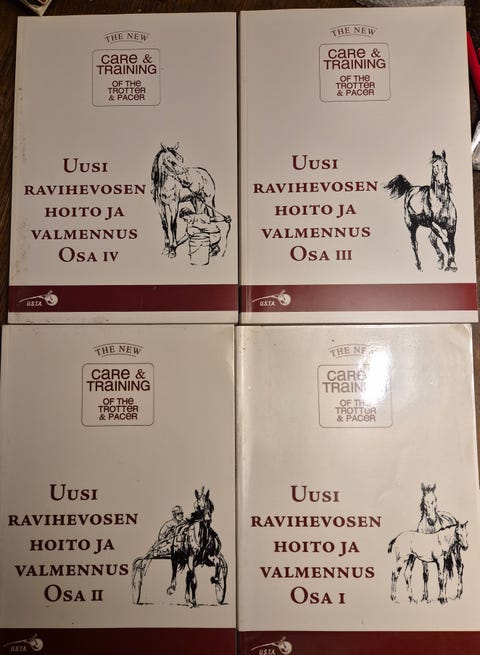 THE NEW
CARE &
TRAINING
OF THE
TROTTER
& PACER
UUSI
RAVIHEVOSEN
HOITO JA
VALMENNUS
OSA IV
U.S.T.A.
THE NEW
CARE &
TRAINING
OF THE
TROTTER
& PACER
UUSI
RAVIHEVOSEN
HOITO JA
VALMENNUS
OSA III
U.S.T.A.
THE NEW
CARE &
TRAINING
OF THE
TROTTER
& PACER
UUSI
RAVIHEVOSEN
HOITO JA
VALMENNUS
OSA II
U.S.T.A.
THE NEW
CARE &
TRAINING
OF THE
TROTTER
& PACER
UUSI
RAVIHEVOSEN
HOITO JA
VALMENNUS
OSA I
U.S.T.A.